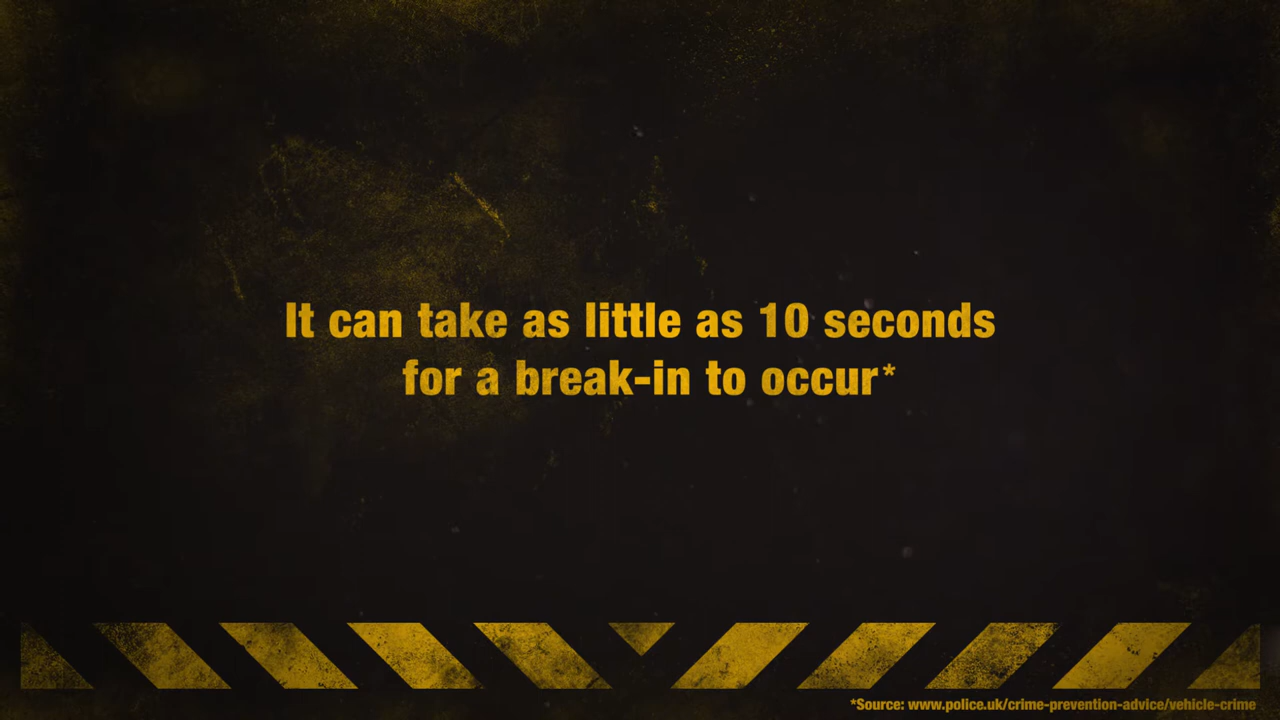 It can take as little as 10 seconds
for a break-in to occur*
*Source: www.police.uk/crime-prevention-advice/vehicle-crime